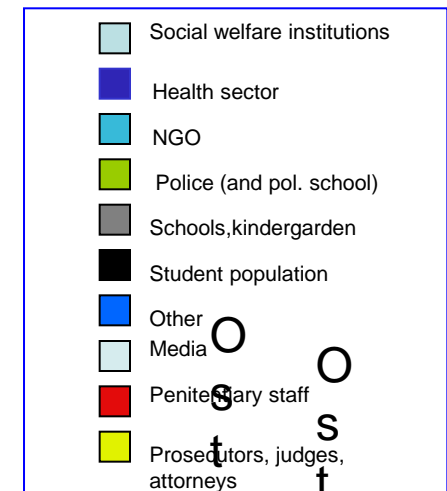 Social welfare institutions
Health sector
NGO
Police (and pol. school)
Schools,kindergarden
Student population
Other
Media
Penitentiary staff
Prosecutors, judges,
attorneys
O
s
t
O
s
t